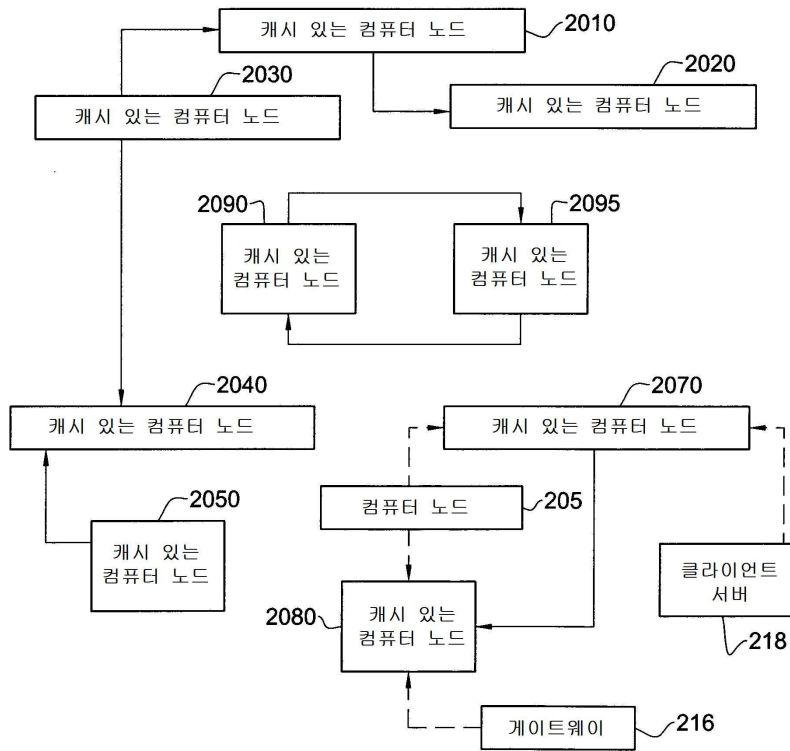 캐시 있는 컴퓨터 노드
2010
2030
2020
캐시 있는 컴퓨터 노드
캐시 있는 컴퓨터 노드
2090
2095
캐시 있는
컴퓨터 노드
캐시 있는
컴퓨터 노드
2040
2070
캐시 있는 컴퓨터 노드
캐시 있는 컴퓨터 노드
컴퓨터 노드
205
2050
캐시 있는
컴퓨터 노드
클라이언트
서버
218
2080
캐시 있는
컴퓨터 노드
게이트웨이
216